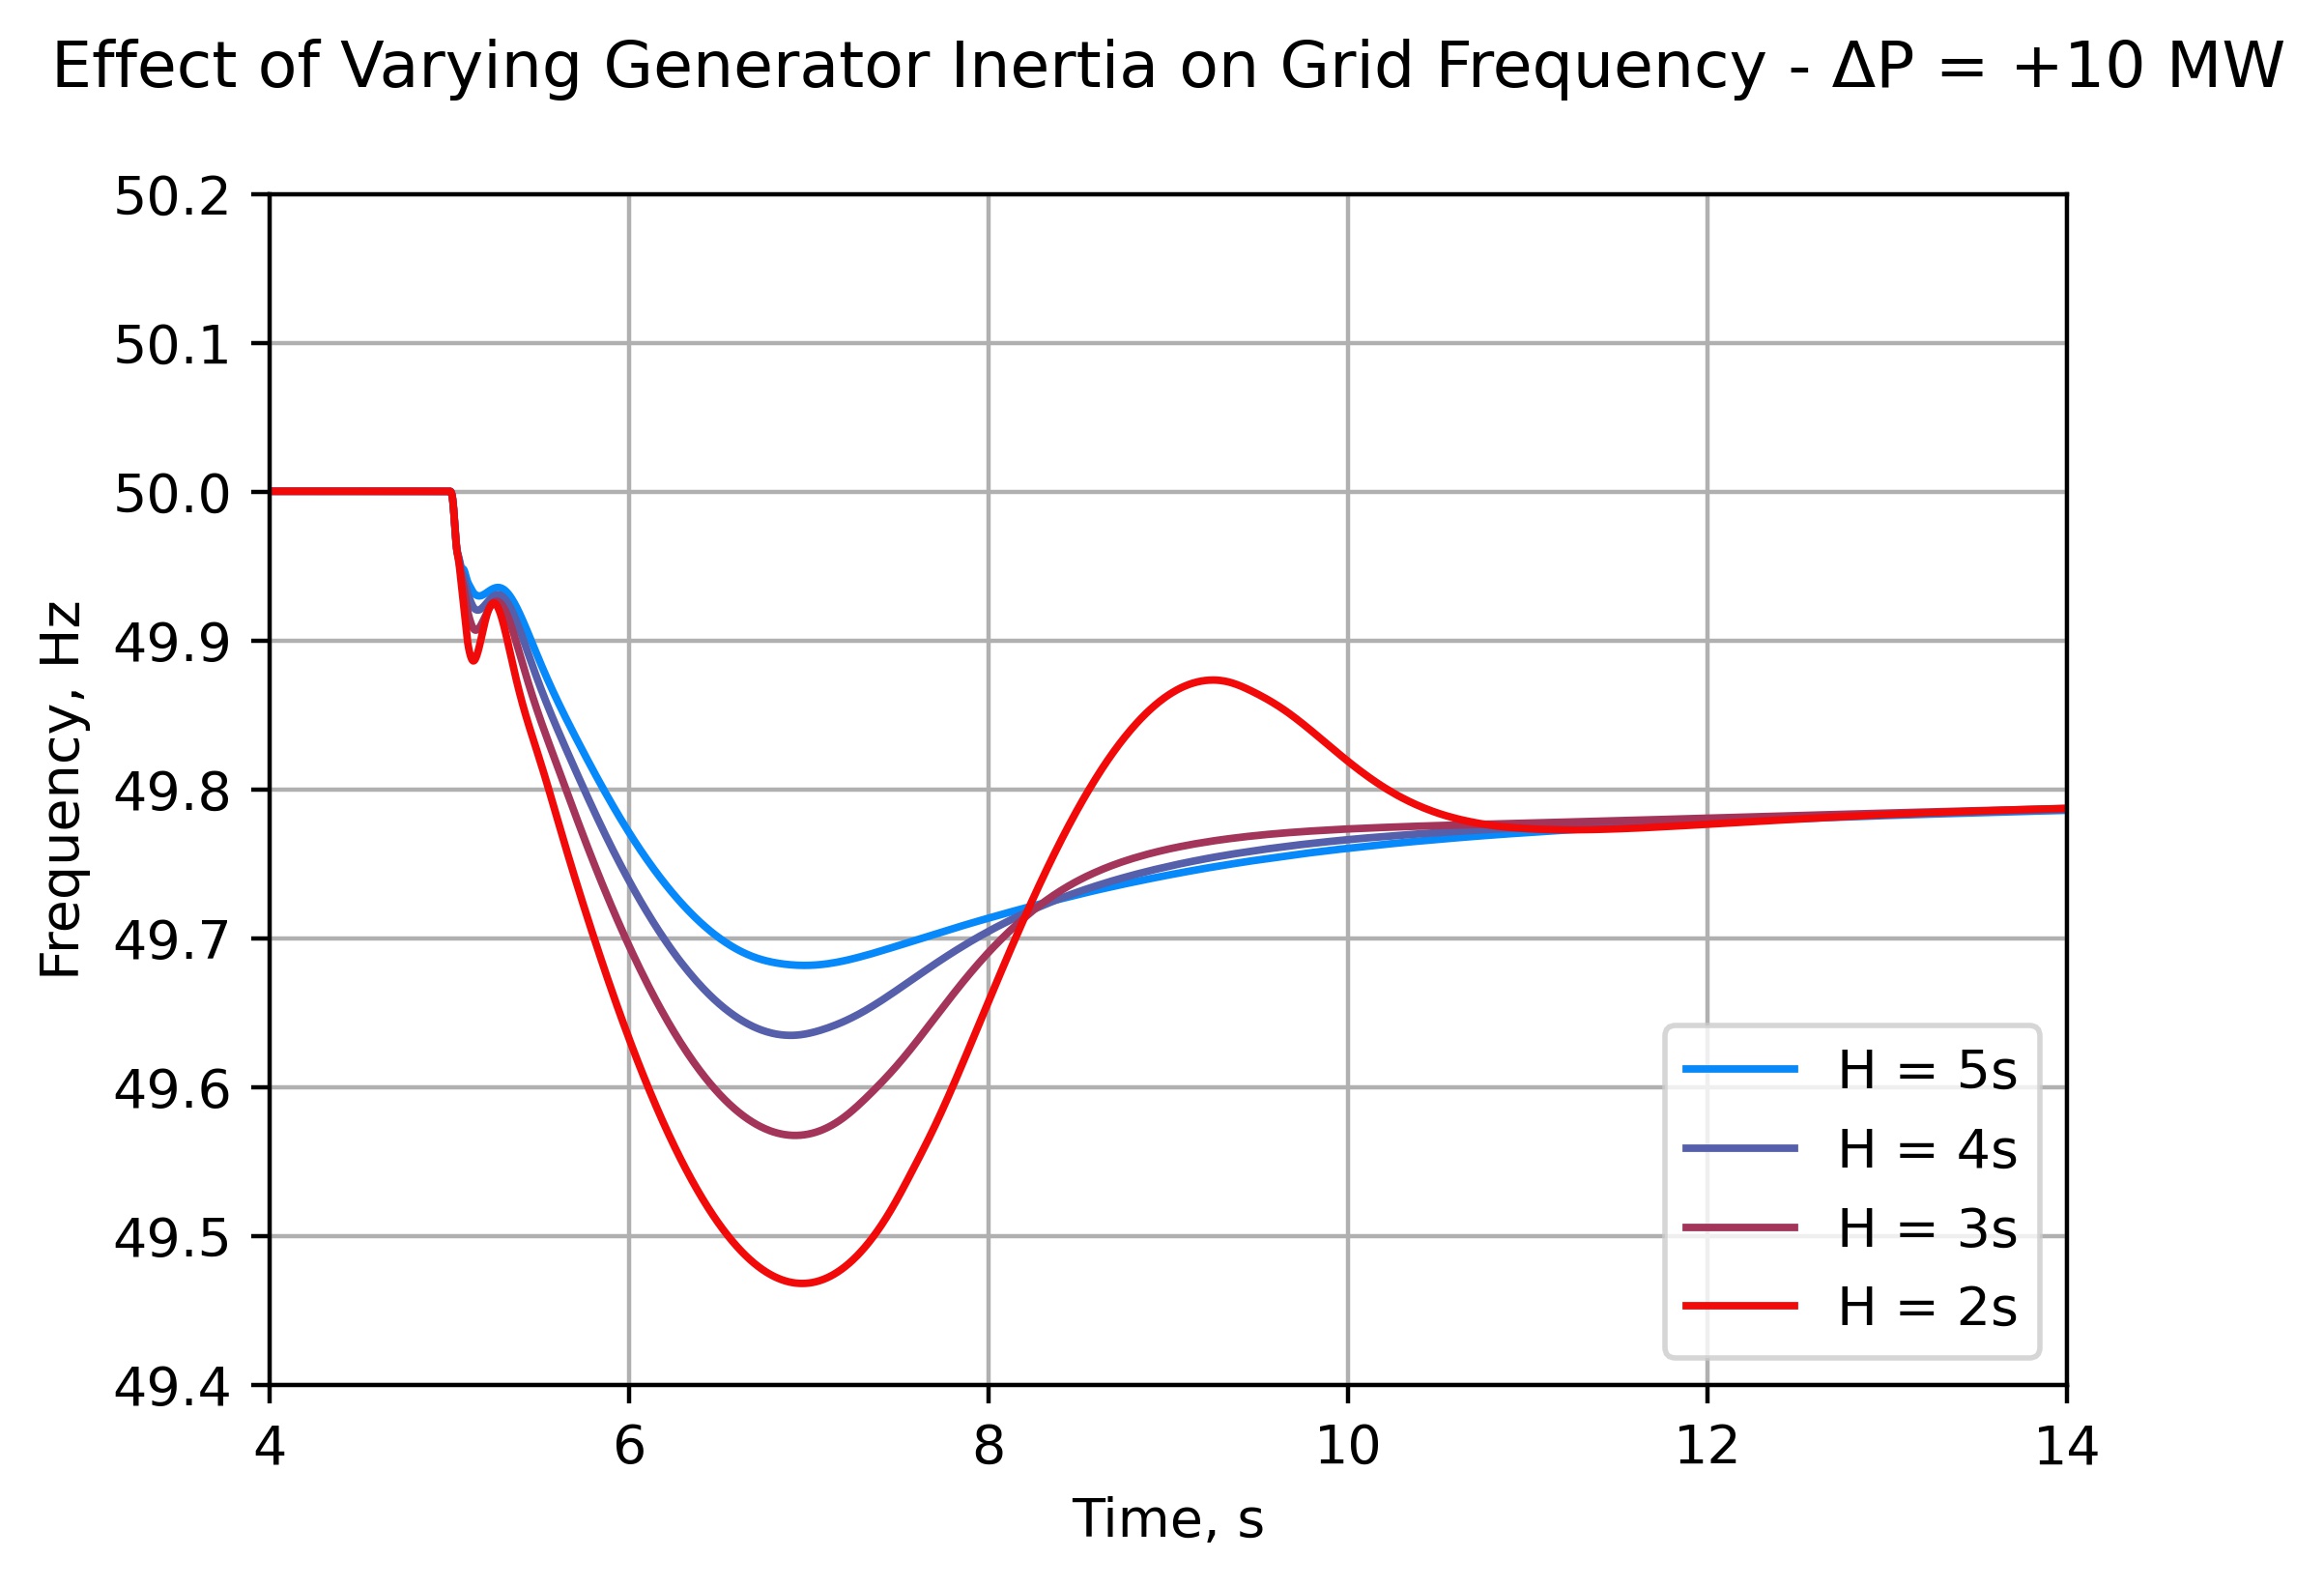 Effect of Varying Generator Inertia on Grid Frequency - ΔP = +10 MW
50.2
50.1
50.0
49.9
49.8
49.7
49.6
49.5
49.4
Frequency, Hz
H = 5s
H = 4s
H = 3s
H = 2s
4 6 8 10 12 14
Time, s